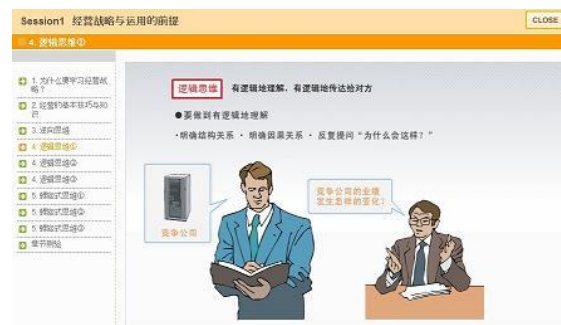 Session1 经营战略与运用的前提
CLOSE
4. 逻辑思维①
1. 为什么要学习经营战
略？
2. 经营的基本技巧与知
识
3. 逆向思维
4. 逻辑思维①
4. 逻辑思维②
4. 逻辑思维③
5. 螺旋式思维①
5. 螺旋式思维②
5. 螺旋式思维③
章节测验
逻辑思维 有逻辑地理解，有逻辑地传达给对方
●要做到有逻辑地理解
·明确结构关系 · 明确因果关系 · 反复提问“为什么会这样？”
竞争公司
竞争公司的业绩
发生怎样的变化？